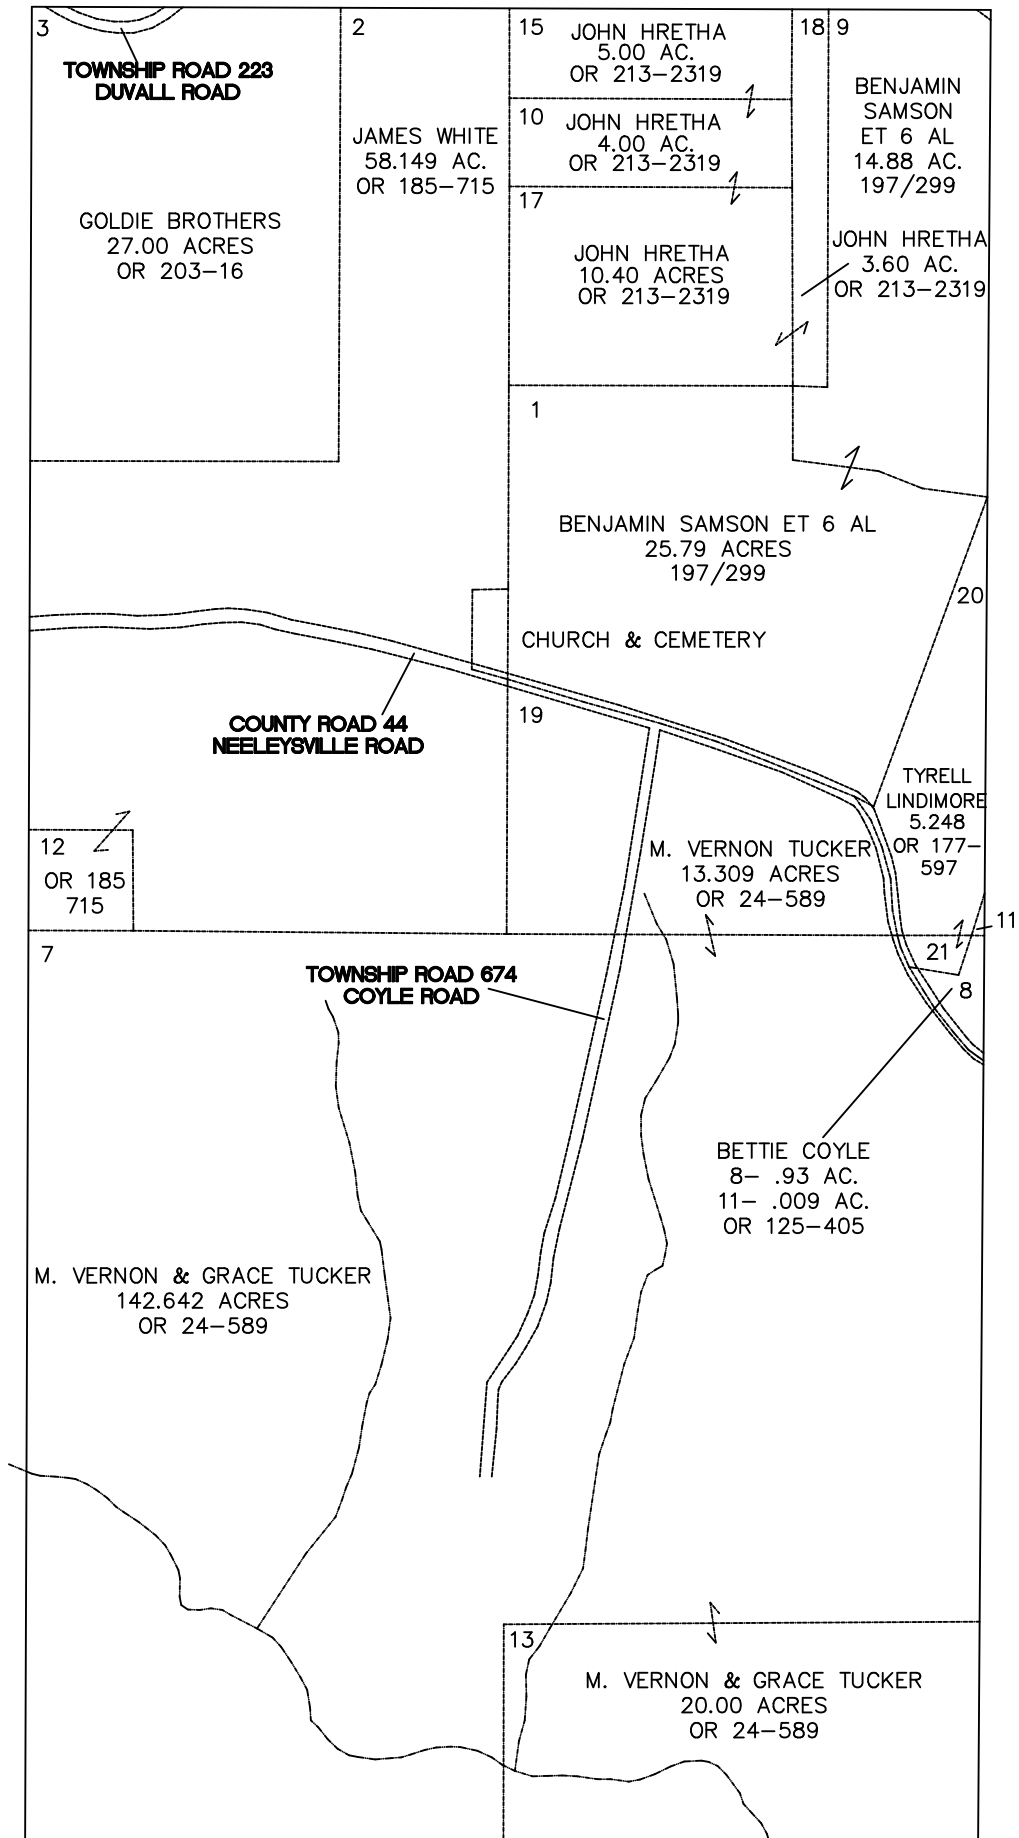 3
TOWNSHIP ROAD 223
DUVALL ROAD
GOLDIE BROTHERS
27.00 ACRES
OR 203-16
2
JAMES WHITE
58.149 AC.
OR 185-715
15
JOHN HRETHA
5.00 AC.
OR 213-2319
10
JOHN HRETHA
4.00 AC.
OR 213-2319
17
JOHN HRETHA
10.40 ACRES
OR 213-2319
18
9
BENJAMIN
SAMSON
ET 6 AL
14.88 AC.
197/299
JOHN HRETHA
3.60 AC.
OR 213-2319
1
BENJAMIN SAMSON ET 6 AL
25.79 ACRES
197/299
20
CHURCH & CEMETERY
COUNTY ROAD 44
NEELEYSVILLE ROAD
19
TYRELL
LINDIMORE
5.248
OR 177-
597
M. VERNON TUCKER
13.309 ACRES
OR 24-589
12
OR 185
715
11
7
21
8
TOWNSHIP ROAD 674
COYLE ROAD
BETTIE COYLE
8- .93 AC.
11- .009 AC.
OR 125-405
M. VERNON & GRACE TUCKER
142.642 ACRES
OR 24-589
13
M. VERNON & GRACE TUCKER
20.00 ACRES
OR 24-589